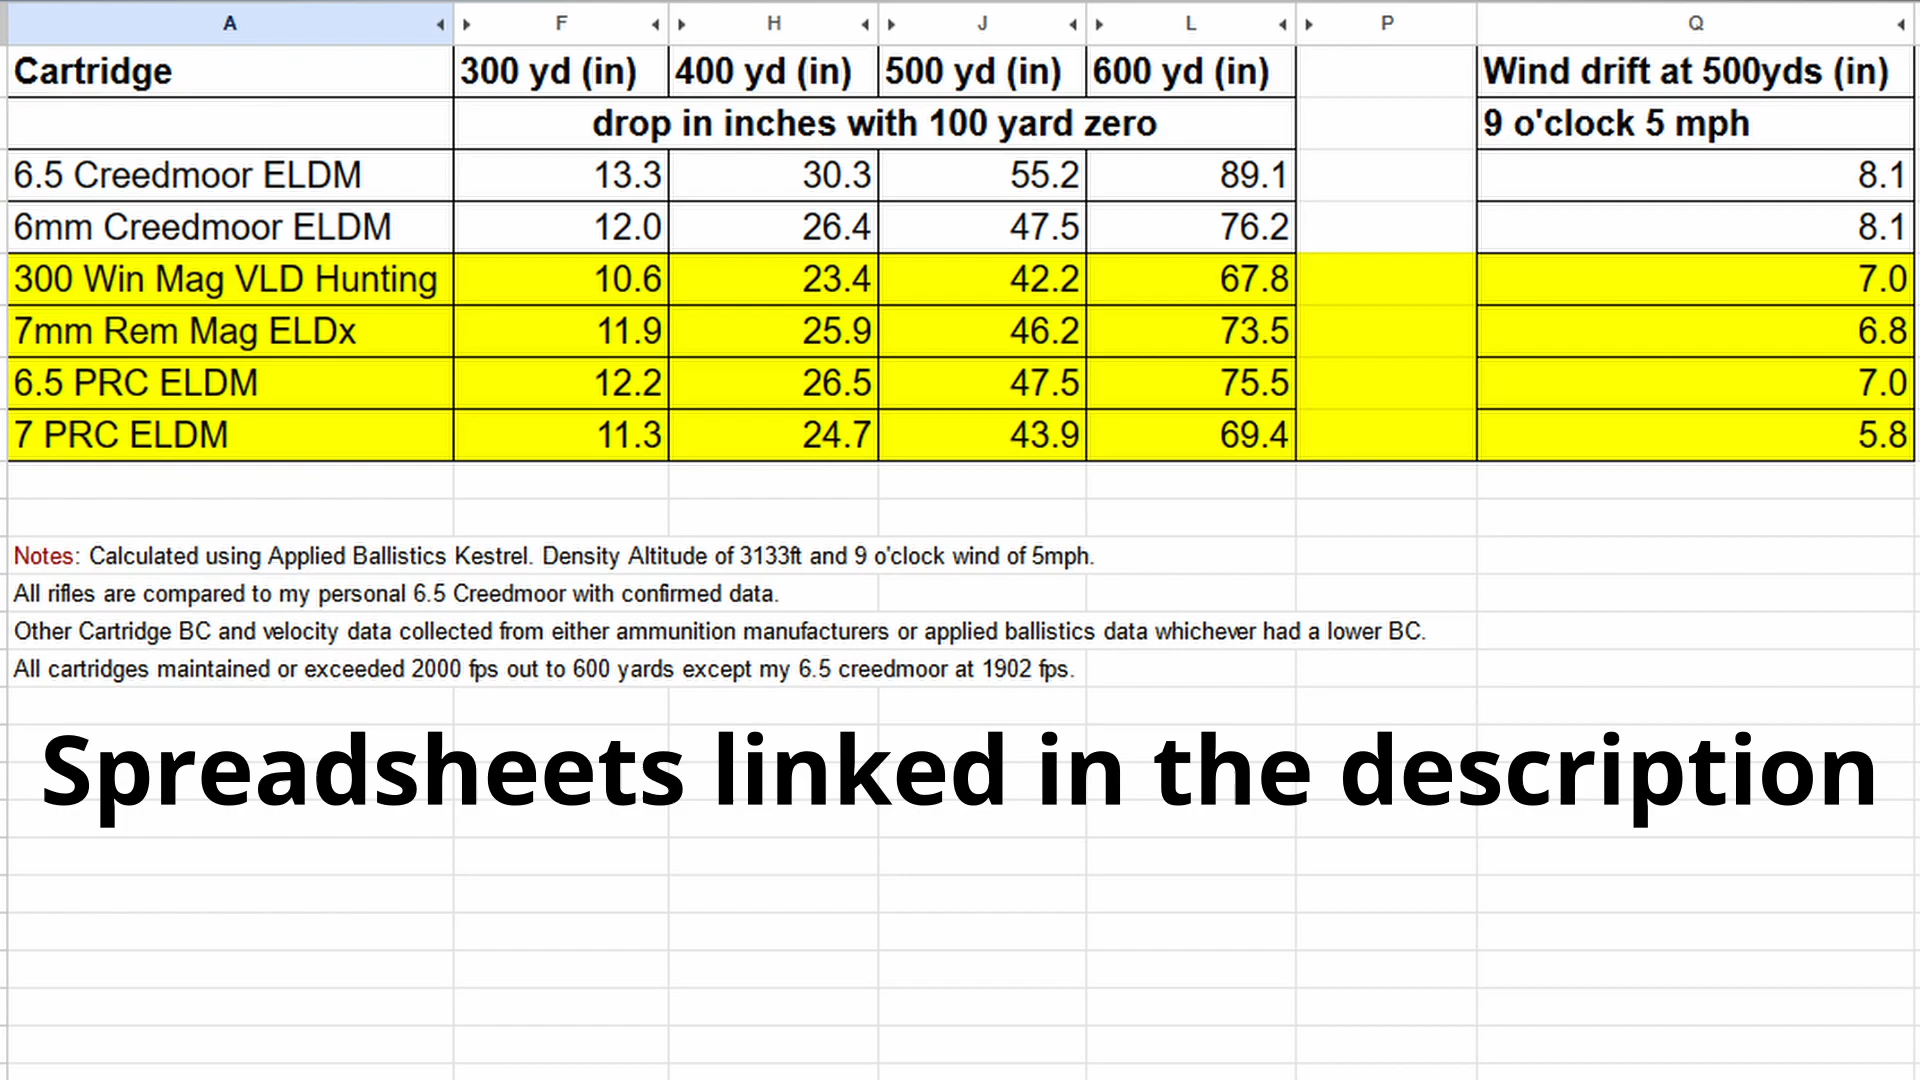 A F H J L P Q
Cartridge 300 yd (in) 400 yd (in) 500 yd (in) 600 yd (in) Wind drift at 500yds (in)
drop in inches with 100 yard zero 9 o'clock 5 mph
6.5 Creedmoor ELDM 13.3 30.3 55.2 89.1 8.1
6mm Creedmoor ELDM 12.0 26.4 47.5 76.2 8.1
300 Win Mag VLD Hunting 10.6 23.4 42.2 67.8 7.0
7mm Rem Mag ELDx 11.9 25.9 46.2 73.5 6.8
6.5 PRC ELDM 12.2 26.5 47.5 75.5 7.0
7 PRC ELDM 11.3 24.7 43.9 69.4 5.8
Notes: Calculated using Applied Ballistics Kestrel. Density Altitude of 3133ft and 9 o'clock wind of 5mph.
All rifles are compared to my personal 6.5 Creedmoor with confirmed data.
Other Cartridge BC and velocity data collected from either ammunition manufacturers or applied ballistics data whichever had a lower BC.
All cartridges maintained or exceeded 2000 fps out to 600 yards except my 6.5 creedmoor at 1902 fps.
Spreadsheets linked in the description